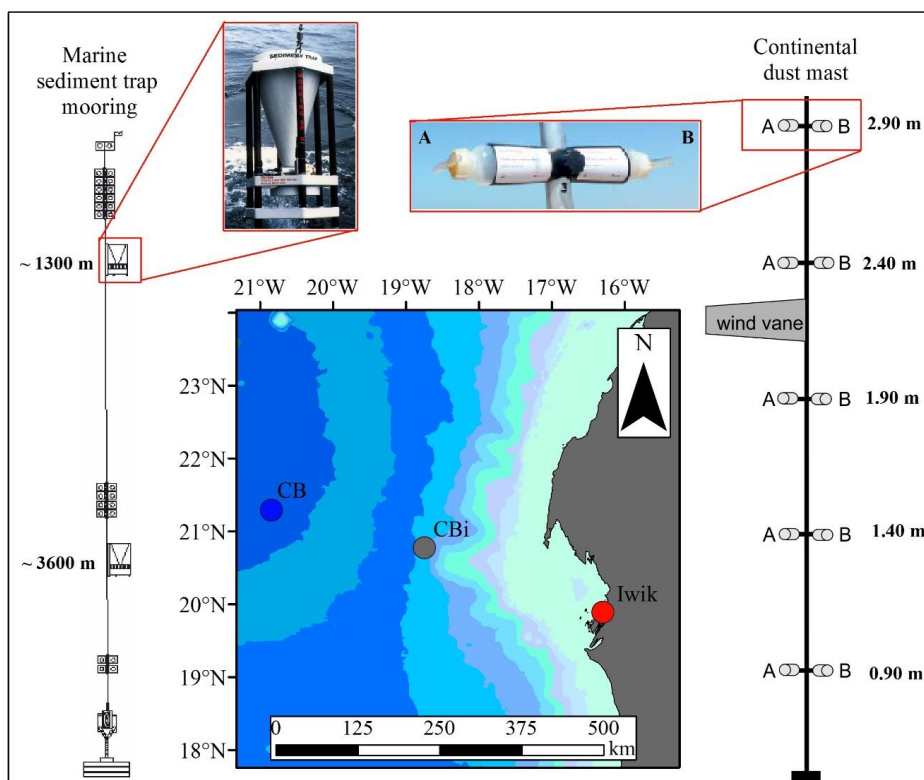 Marine
sediment trap
mooring
~ 1300 m
~ 3600 m
SEDIMENT TRAP
A
B
3
Continental
dust mast
A B 2.90 m
A B 2.40 m
wind vane
A B 1.90 m
A B 1.40 m
A B 0.90 m
21°W 20°W 19°W 18°W 17°W 16°W
23°N
22°N
21°N
20°N
19°N
18°N
N
CB
CBi
Iwik
0 125 250 375 500
km